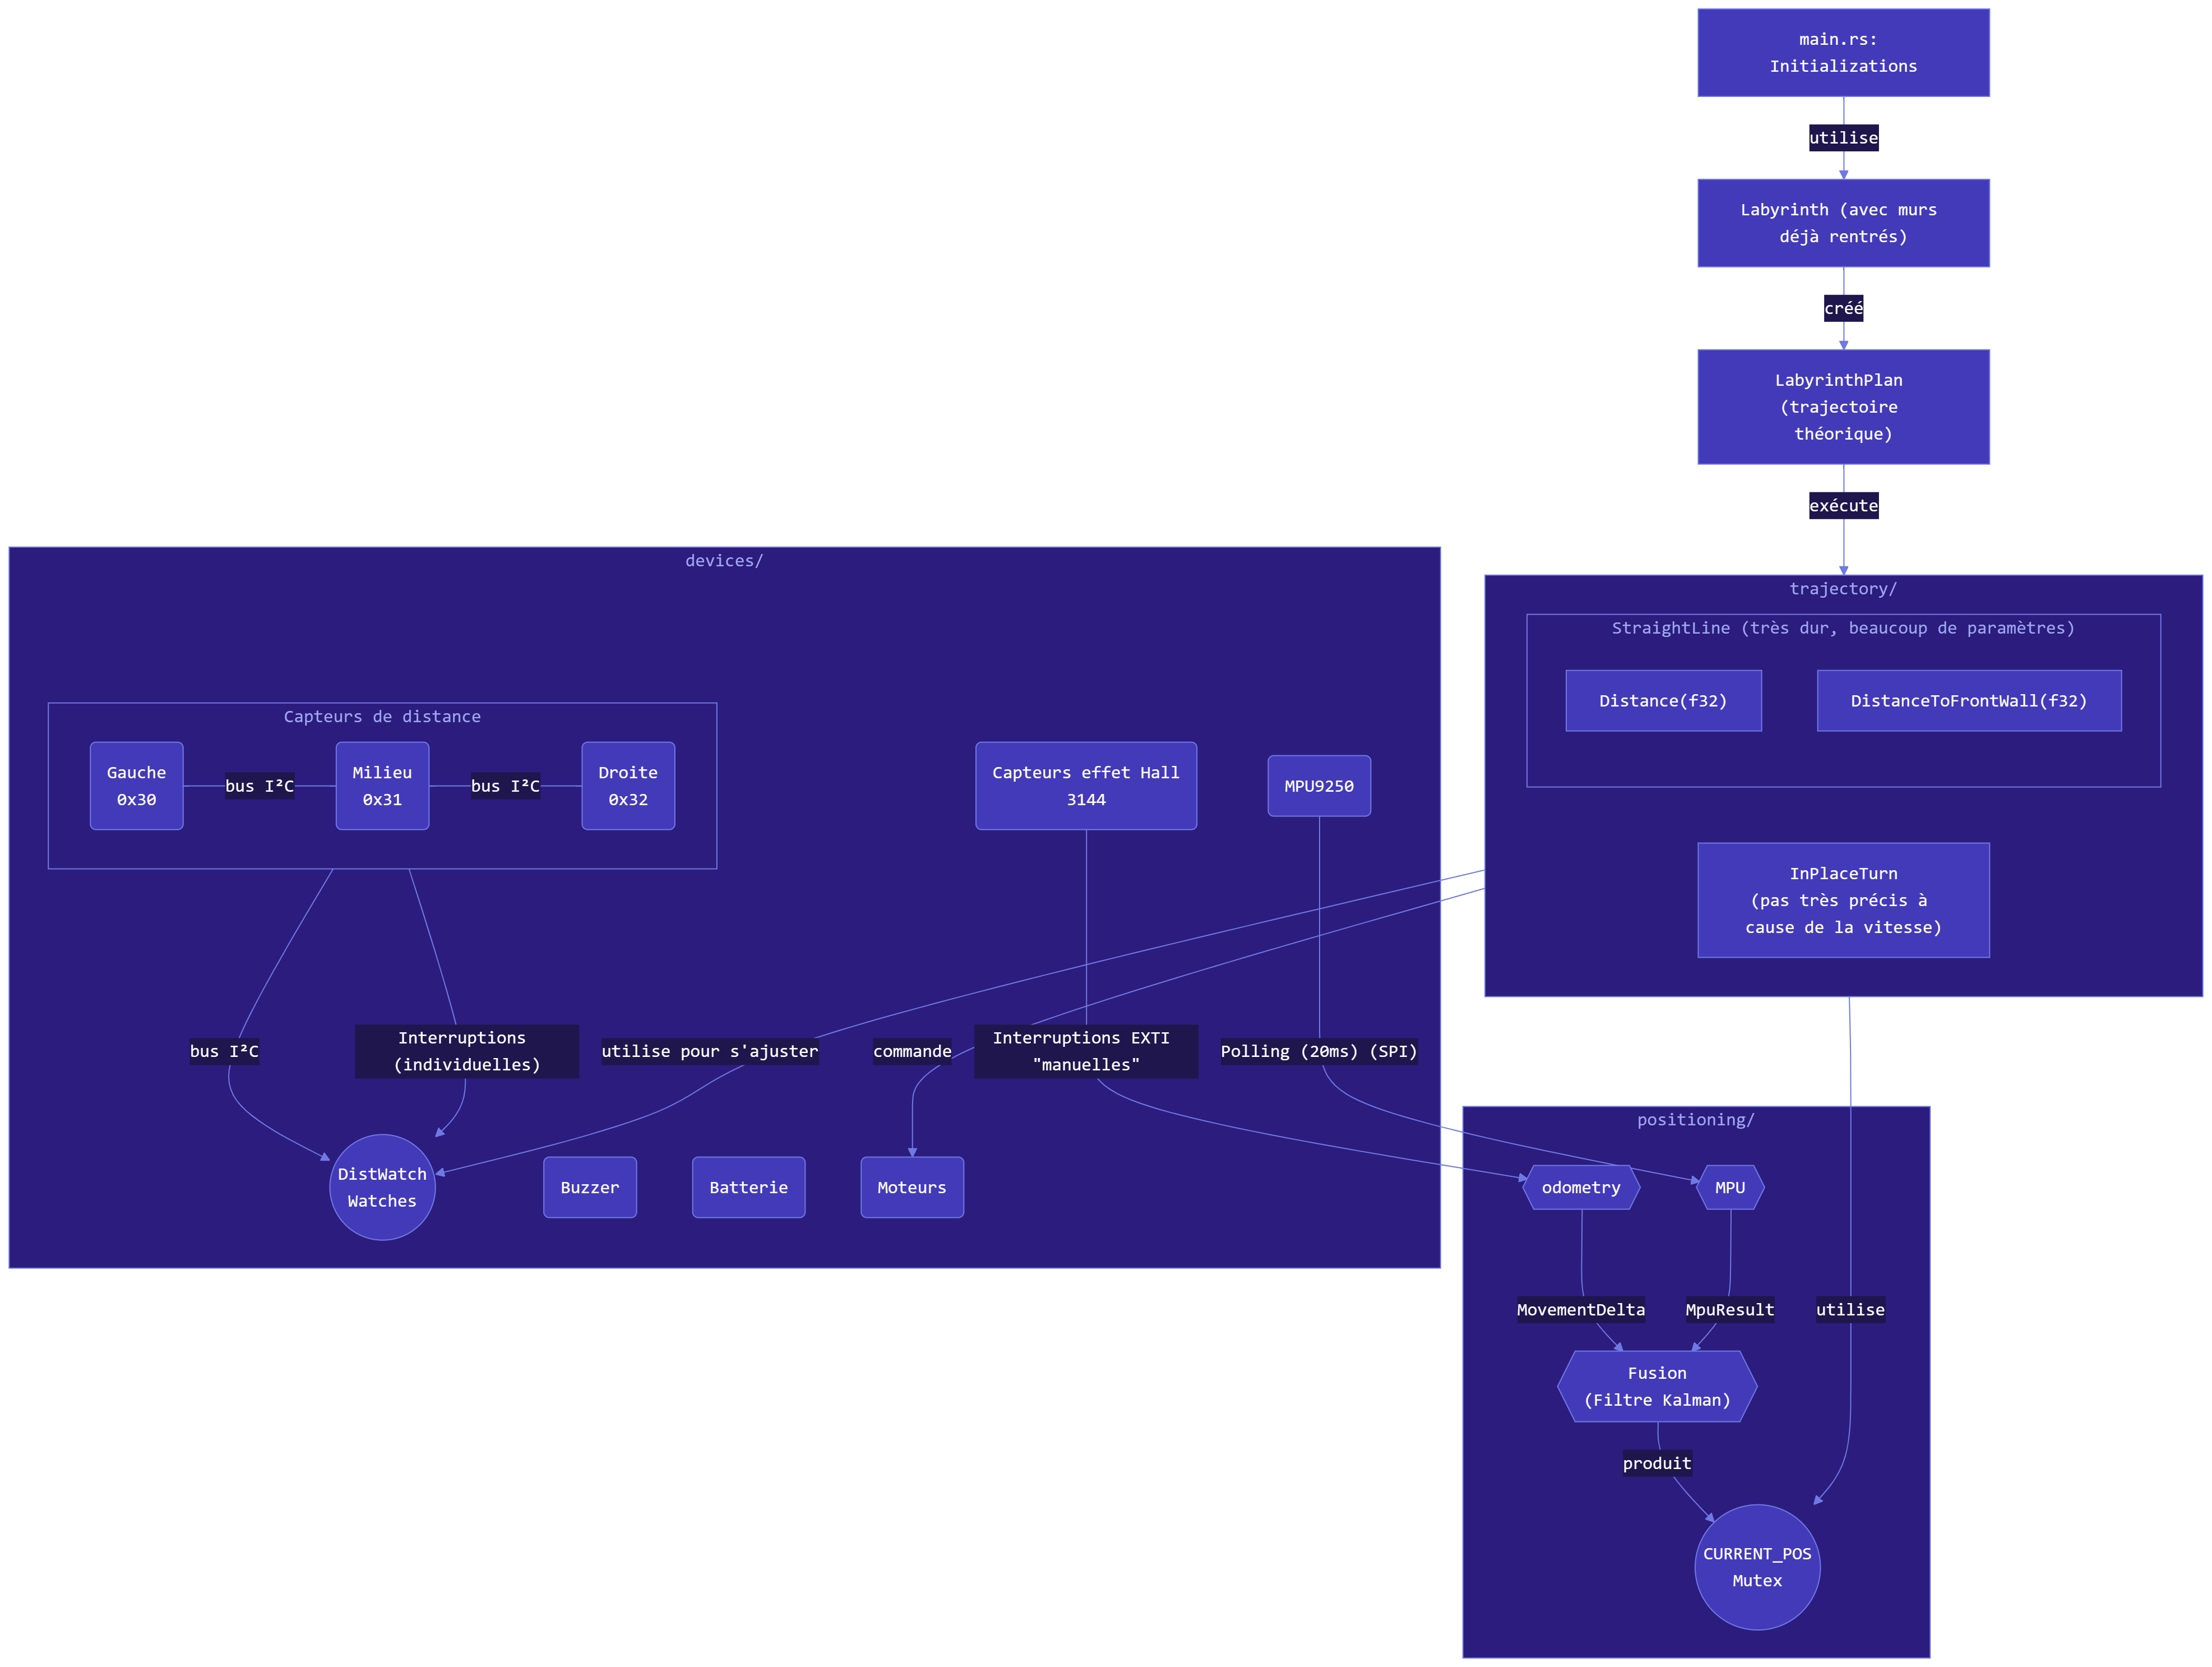 main.rs:
Initializations
utilise
Labyrinth (avec murs
déjà rentrés)
créé
LabyrinthPlan
(trajectoire
théorique)
exécute
devices/
Capteurs de distance
Gauche
0x30
bus I²C
Milieu
0x31
bus I²C
Droite
0x32
Capteurs effet Hall
3144
MPU9250
bus I²C
Interruptions
(individuelles)
utilise pour s'ajuster
commande
Interruptions EXTI
"manuelles"
Polling (20ms) (SPI)
DistWatch
Watches
Buzzer
Batterie
Moteurs
trajectory/
StraightLine (très dur, beaucoup de paramètres)
Distance(f32)
DistanceToFrontWall(f32)
InPlaceTurn
(pas très précis à
cause de la vitesse)
positioning/
odometry
MPU
MovementDelta
MpuResult
utilise
Fusion
(Filtre Kalman)
produit
CURRENT_POS
Mutex